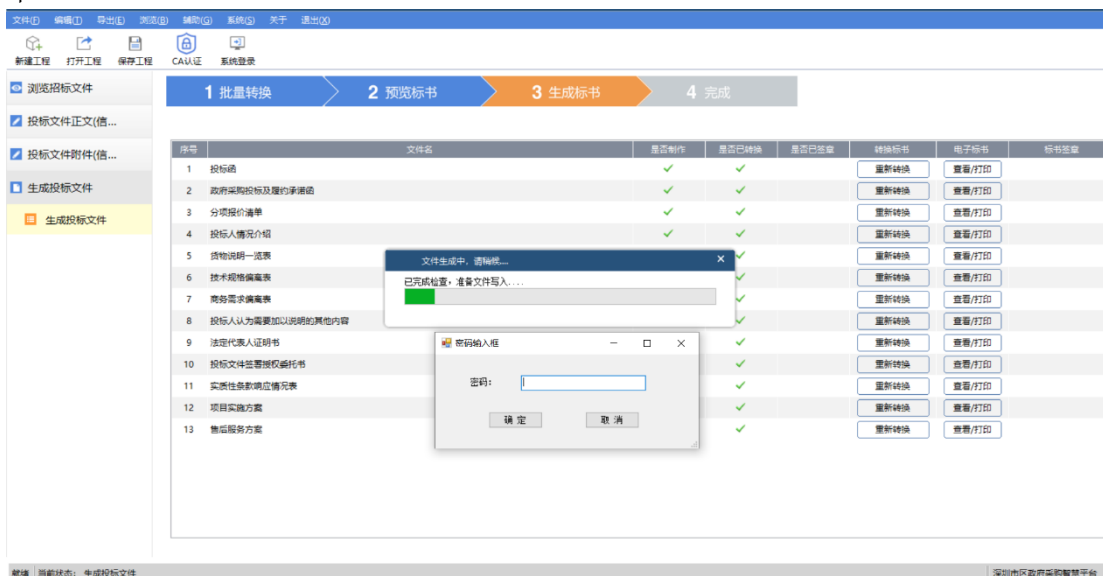 文件(F) 编辑(I) 导出(E) 浏览(B) 辅助(G) 系统(S) 关于 退出(X)
新建工程 打开工程 保存工程 CA认证 系统登录
浏览招标文件
投标文件正文(信...
投标文件附件(信...
生成投标文件
生成投标文件
1 批量转换 2 预览标书 3 生成标书 4 完成
序号 文件名 是否制作 是否已转换 是否已签章 转换标书 电子标书 标书签章
1 投标函 重新转换 查看/打印
2 政府采购投标及履约承诺函 重新转换 查看/打印
3 分项报价清单 重新转换 查看/打印
4 投标人情况介绍 重新转换 查看/打印
5 货物说明一览表 重新转换 查看/打印
6 技术规格偏离表 重新转换 查看/打印
7 商务需求偏离表 重新转换 查看/打印
8 投标人认为需要加以说明的其他内容 重新转换 查看/打印
9 法定代表人证明书 重新转换 查看/打印
10 投标文件签署授权委托书 重新转换 查看/打印
11 实质性条款响应情况表 重新转换 查看/打印
12 项目实施方案 重新转换 查看/打印
13 售后服务方案 重新转换 查看/打印
文件生成中，请稍候....
已完成检查，准备文件写入....
密码输入框
密码：
确 定 取 消
就绪 当前状态：生成投标文件 深圳市区政府采购智慧平台